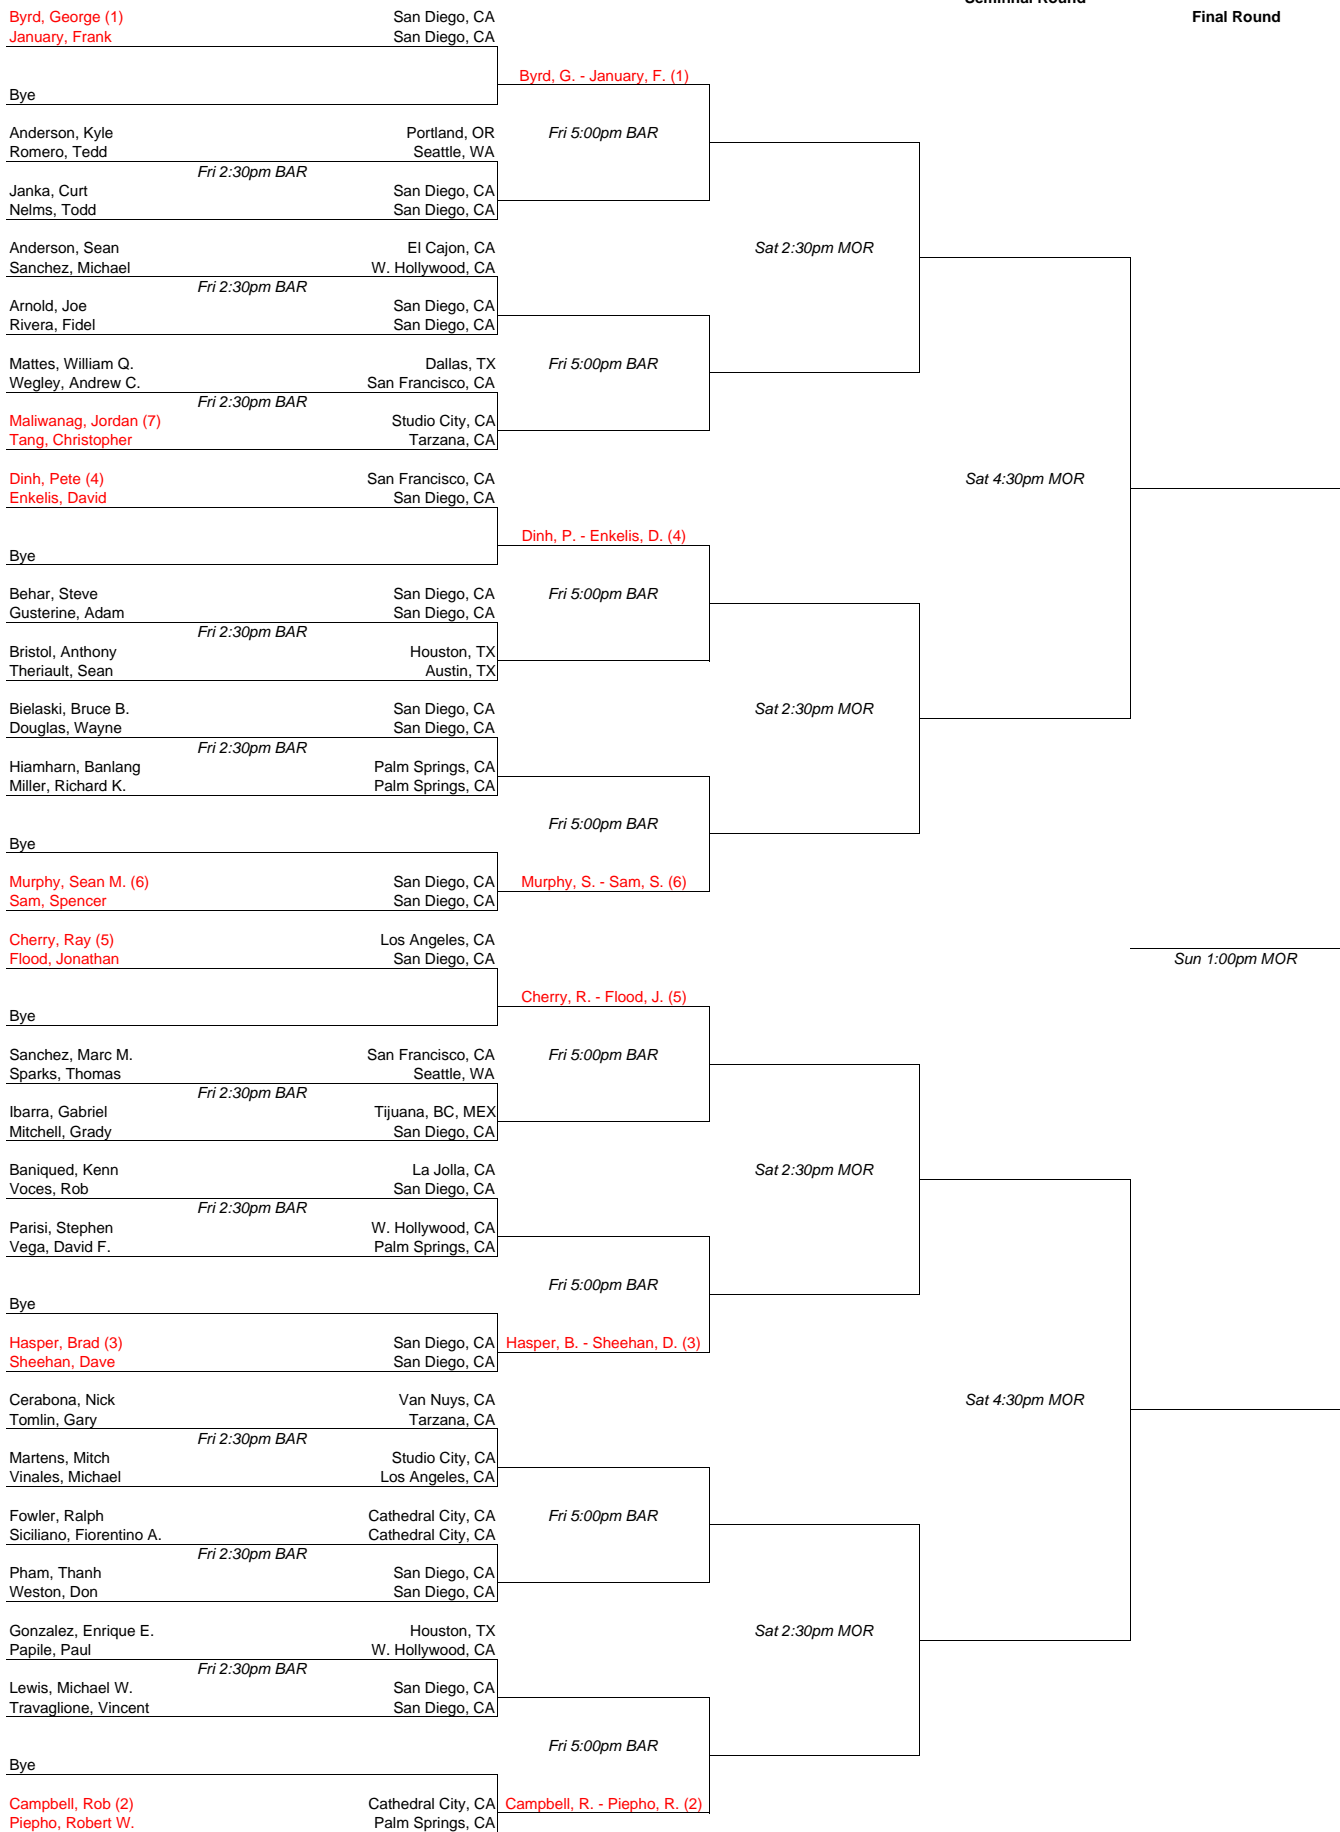 Semininal Round
Final Round
Byrd, George (1) San Diego, CA
January, Frank San Diego, CA
Byrd, G. - January, F. (1)
Bye
Anderson, Kyle Portland, OR Fri 5:00pm BAR
Romero, Tedd Seattle, WA
Fri 2:30pm BAR
Janka, Curt San Diego, CA
Nelms, Todd San Diego, CA
Anderson, Sean El Cajon, CA Sat 2:30pm MOR
Sanchez, Michael W. Hollywood, CA
Fri 2:30pm BAR
Arnold, Joe San Diego, CA
Rivera, Fidel San Diego, CA
Mattes, William Q. Dallas, TX Fri 5:00pm BAR
Wegley, Andrew C. San Francisco, CA
Fri 2:30pm BAR
Maliwanag, Jordan (7) Studio City, CA
Tang, Christopher Tarzana, CA
Dinh, Pete (4) San Francisco, CA Sat 4:30pm MOR
Enkelis, David San Diego, CA
Dinh, P. - Enkelis, D. (4)
Bye
Behar, Steve San Diego, CA Fri 5:00pm BAR
Gusterine, Adam San Diego, CA
Fri 2:30pm BAR
Bristol, Anthony Houston, TX
Theriault, Sean Austin, TX
Bielaski, Bruce B. San Diego, CA Sat 2:30pm MOR
Douglas, Wayne San Diego, CA
Fri 2:30pm BAR
Hiamharn, Banlang Palm Springs, CA
Miller, Richard K. Palm Springs, CA
Fri 5:00pm BAR
Bye
Murphy, Sean M. (6) San Diego, CA Murphy, S. - Sam, S. (6)
Sam, Spencer San Diego, CA
Cherry, Ray (5) Los Angeles, CA
Flood, Jonathan San Diego, CA Sun 1:00pm MOR
Cherry, R. - Flood, J. (5)
Bye
Sanchez, Marc M. San Francisco, CA Fri 5:00pm BAR
Sparks, Thomas Seattle, WA
Fri 2:30pm BAR
Ibarra, Gabriel Tijuana, BC, MEX
Mitchell, Grady San Diego, CA
Baniqued, Kenn La Jolla, CA Sat 2:30pm MOR
Voces, Rob San Diego, CA
Fri 2:30pm BAR
Parisi, Stephen W. Hollywood, CA
Vega, David F. Palm Springs, CA
Fri 5:00pm BAR
Bye
Hasper, Brad (3) San Diego, CA Hasper, B. - Sheehan, D. (3)
Sheehan, Dave San Diego, CA
Cerabona, Nick Van Nuys, CA Sat 4:30pm MOR
Tomlin, Gary Tarzana, CA
Fri 2:30pm BAR
Martens, Mitch Studio City, CA
Vinales, Michael Los Angeles, CA
Fowler, Ralph Cathedral City, CA Fri 5:00pm BAR
Siciliano, Fiorentino A. Cathedral City, CA
Fri 2:30pm BAR
Pham, Thanh San Diego, CA
Weston, Don San Diego, CA
Gonzalez, Enrique E. Houston, TX Sat 2:30pm MOR
Papile, Paul W. Hollywood, CA
Fri 2:30pm BAR
Lewis, Michael W. San Diego, CA
Travaglione, Vincent San Diego, CA
Fri 5:00pm BAR
Bye
Campbell, Rob (2) Cathedral City, CA Campbell, R. - Piepho, R. (2)
Piepho, Robert W. Palm Springs, CA